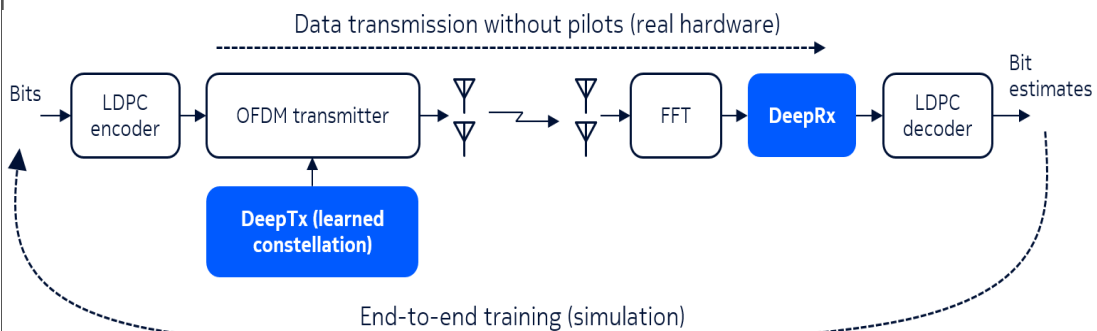 Data transmission without pilots (real hardware)
Bits
LDPC
encoder
OFDM transmitter
FFT
DeepRx
LDPC
decoder
Bit
estimates
DeepTx (learned
constellation)
End-to-end training (simulation)